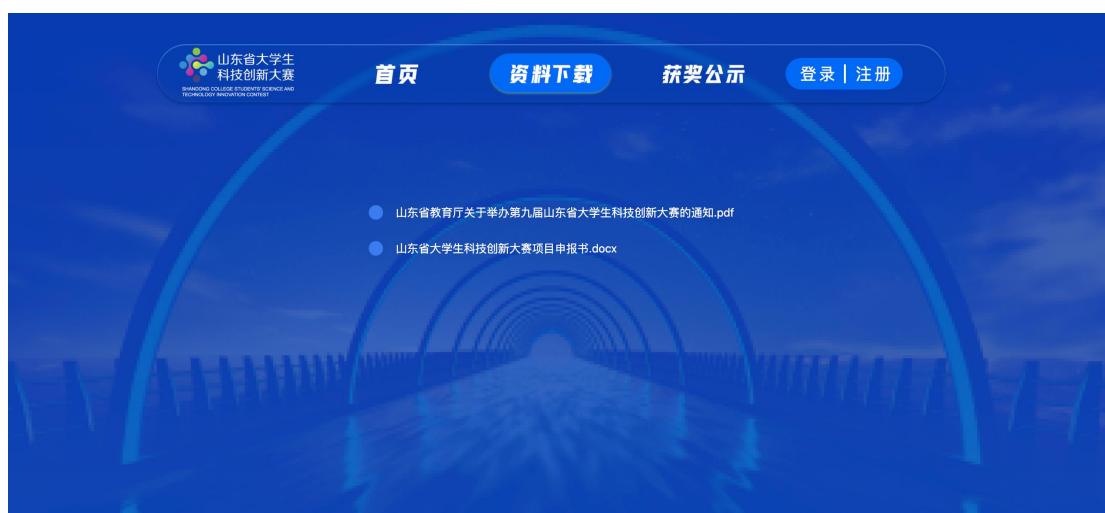 山东省大学生
科技创新大赛
SHANDONG COLLEGE STUDENTS' SCIENCE AND
TECHNOLOGY INNOVATION CONTEST
首页
资料下载
获奖公示
登录 | 注册
山东省教育厅关于举办第九届山东省大学生科技创新大赛的通知.pdf
山东省大学生科技创新大赛项目申报书.docx